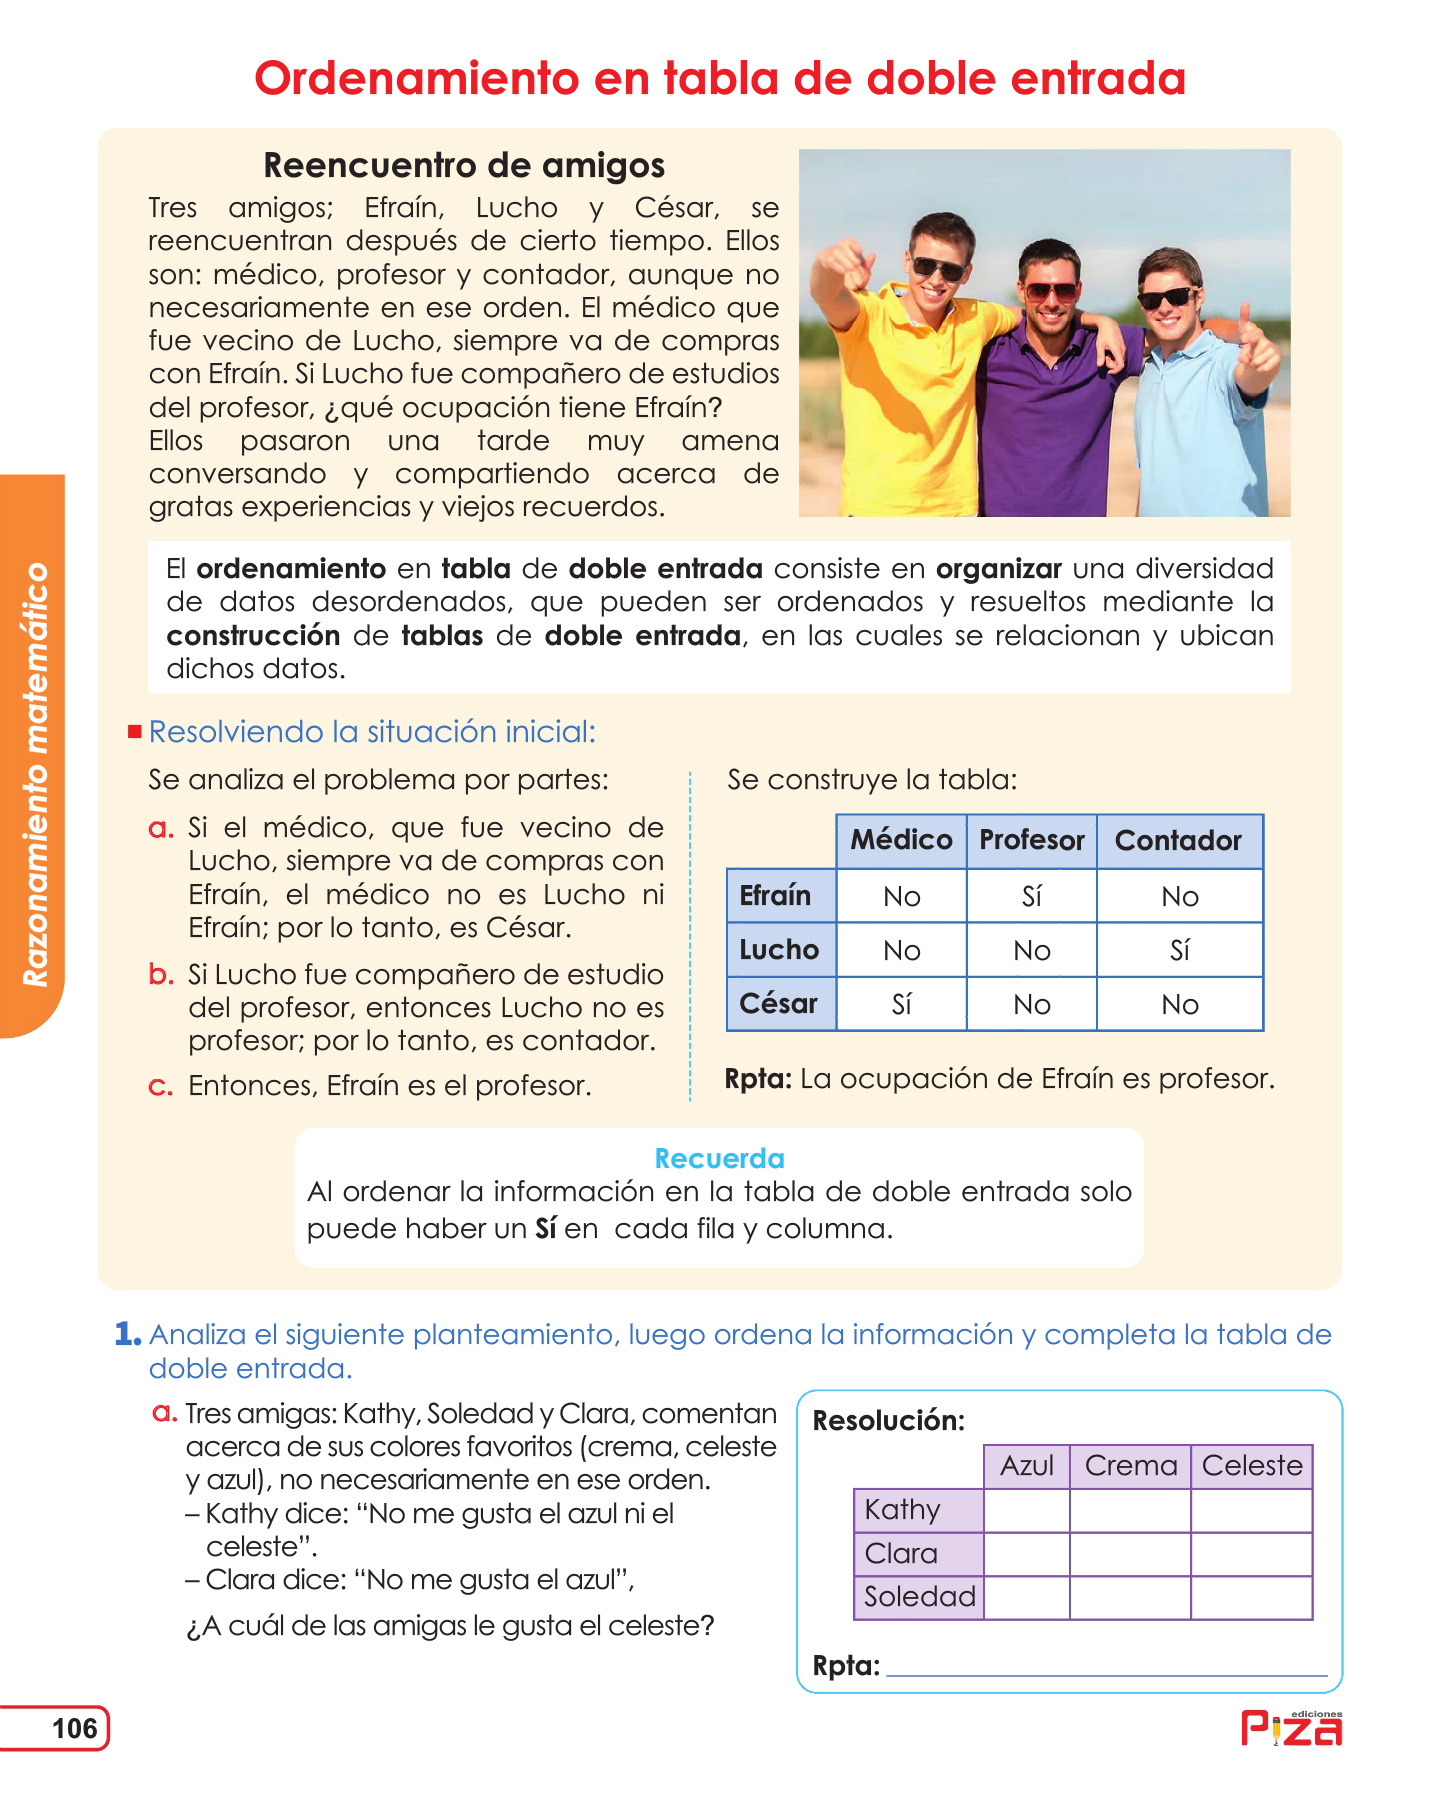 Ordenamiento en tabla de doble entrada
Reencuentro de amigos
Tres amigos; Efraín, Lucho y César, se
reencuentran después de cierto tiempo. Ellos
son: médico, profesor y contador, aunque no
necesariamente en ese orden. El médico que
fue vecino de Lucho, siempre va de compras
con Efraín. Si Lucho fue compañero de estudios
del profesor, ¿qué ocupación tiene Efraín?
Ellos pasaron una tarde muy amena
conversando y compartiendo acerca de
gratas experiencias y viejos recuerdos.
El ordenamiento en tabla de doble entrada consiste en organizar una diversidad
de datos desordenados, que pueden ser ordenados y resueltos mediante la
construcción de tablas de doble entrada, en las cuales se relacionan y ubican
dichos datos.
Razonamiento matemático
Resolviendo la situación inicial:
Se analiza el problema por partes:
a. Si el médico, que fue vecino de
Lucho, siempre va de compras con
Efraín, el médico no es Lucho ni
Efraín; por lo tanto, es César.
b. Si Lucho fue compañero de estudio
del profesor, entonces Lucho no es
profesor; por lo tanto, es contador.
c. Entonces, Efraín es el profesor.
Se construye la tabla:
Médico Profesor Contador
Efraín No Sí No
Lucho No No Sí
César Sí No No
Rpta: La ocupación de Efraín es profesor.
Recuerda
Al ordenar la información en la tabla de doble entrada solo
puede haber un Sí en cada fila y columna.
1. Analiza el siguiente planteamiento, luego ordena la información y completa la tabla de
doble entrada.
a. Tres amigas: Kathy, Soledad y Clara, comentan
acerca de sus colores favoritos (crema, celeste
y azul), no necesariamente en ese orden.
– Kathy dice: “No me gusta el azul ni el
celeste”.
– Clara dice: “No me gusta el azul”,
¿A cuál de las amigas le gusta el celeste?
Resolución:
Azul Crema Celeste
Kathy
Clara
Soledad
Rpta:
106
ediciones
Piza